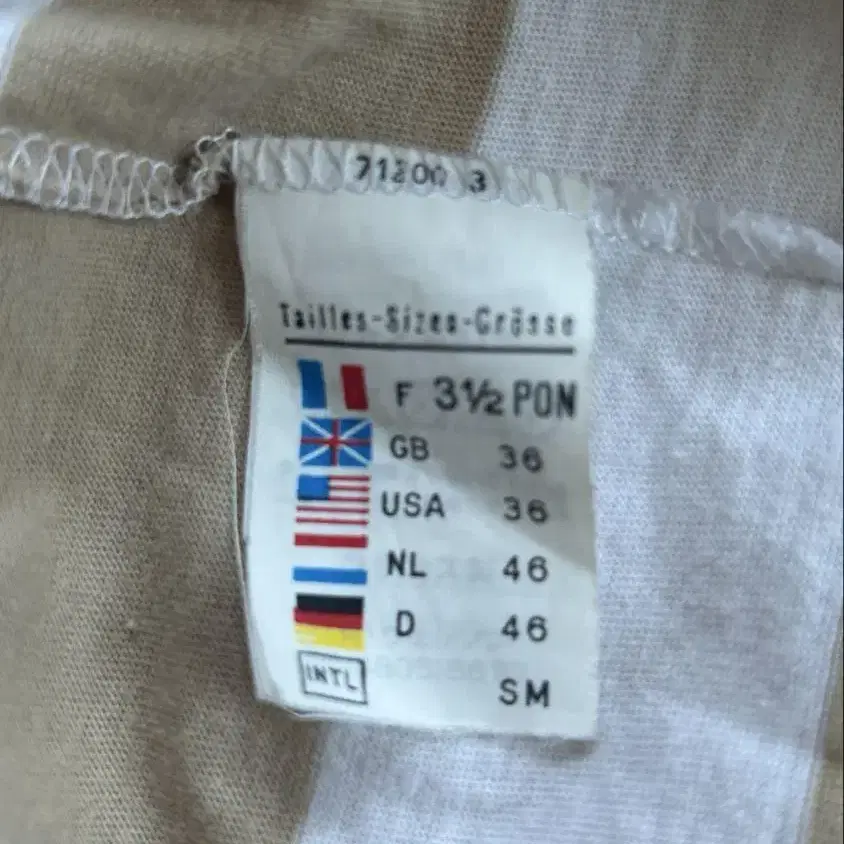 71200 3
Tailles-Sizes-Grösse
F 3½ PON
GB 36
USA 36
NL 46
D 46
INTL SM